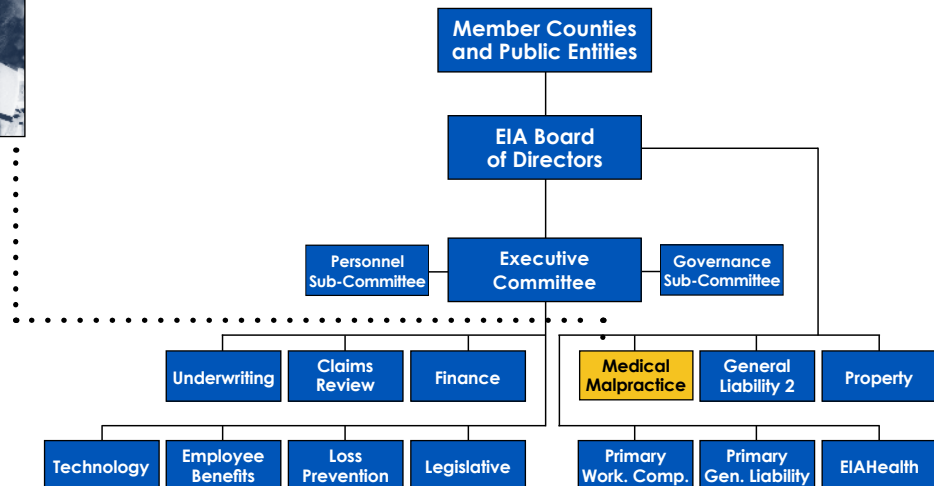 Member Counties
and Public Entities
EIA Board
of Directors
Personnel
Sub-Committee
Executive
Committee
Governance
Sub-Committee
Underwriting
Claims
Review
Finance
Medical
Malpractice
General
Liability 2
Property
Technology
Employee
Benefits
Loss
Prevention
Legislative
Primary
Work. Comp.
Primary
Gen. Liability
EIAHealth